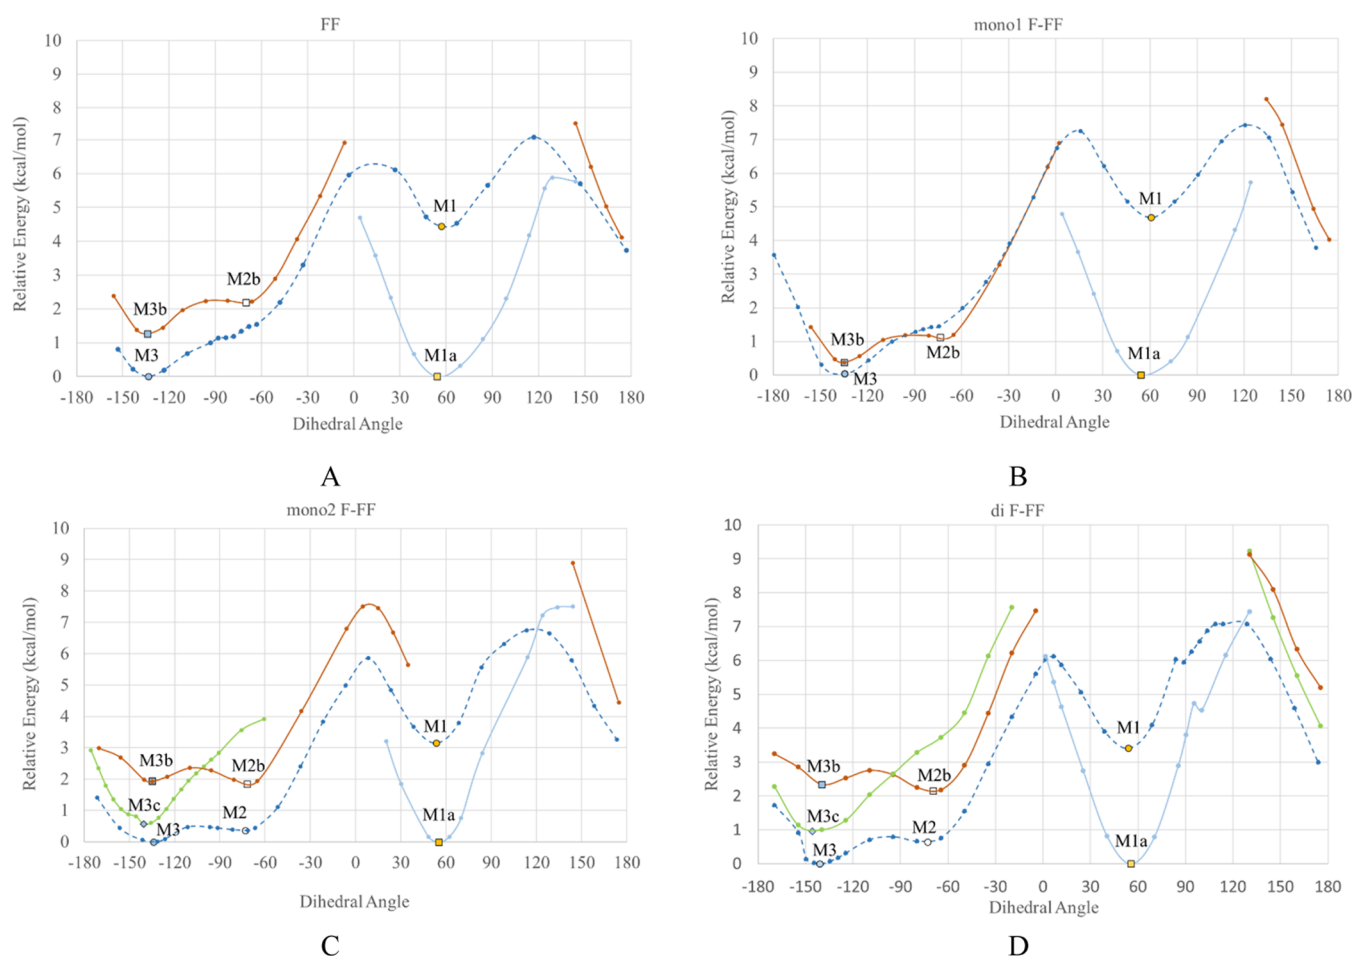 FF
10
9
8
7
6
5
4
3
2
1
0
Relative Energy (kcal/mol)
M3b
M2b
M3
M1
M1a
-180 -150 -120 -90 -60 -30 0 30 60 90 120 150 180
Dihedral Angle
A
mono1 F-FF
10
9
8
7
6
5
4
3
2
1
0
Relative Energy (kcal/mol)
M1
M3b
M2b
M3
M1a
-180 -150 -120 -90 -60 -30 0 30 60 90 120 150 180
Dihedral Angle
B
mono2 F-FF
10
9
8
7
6
5
4
3
2
1
0
Relative Energy (kcal/mol)
M1
M3b
M2b
M3c
M3
M2
M1a
-180 -150 -120 -90 -60 -30 0 30 60 90 120 150 180
Dihedral Angle
C
di F-FF
10
9
8
7
6
5
4
3
2
1
0
Relative Energy (kcal/mol)
M1
M3b
M2b
M3c
M3
M2
M1a
-180 -150 -120 -90 -60 -30 0 30 60 90 120 150 180
Dihedral Angle
D